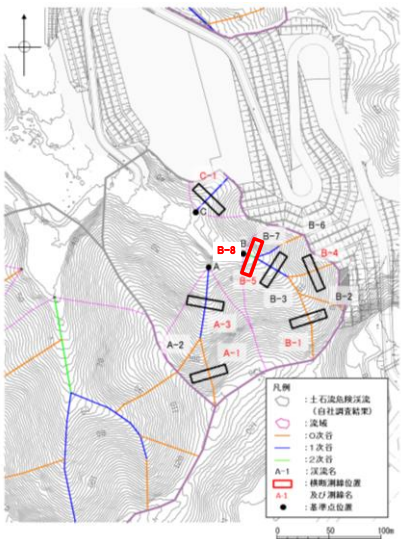 C-1
C
B-6
B-7
B-8
B
B-4
B-5
A
B-3
B-2
A-3
B-1
A-2
A-1
凡例
：土石流危険渓流
（自社調査結果）
：流域
：0次谷
：1次谷
：2次谷
A-1 ：渓流名
：横断測線位置
A-1 及び測線名
：基準点位置
0 50 100m